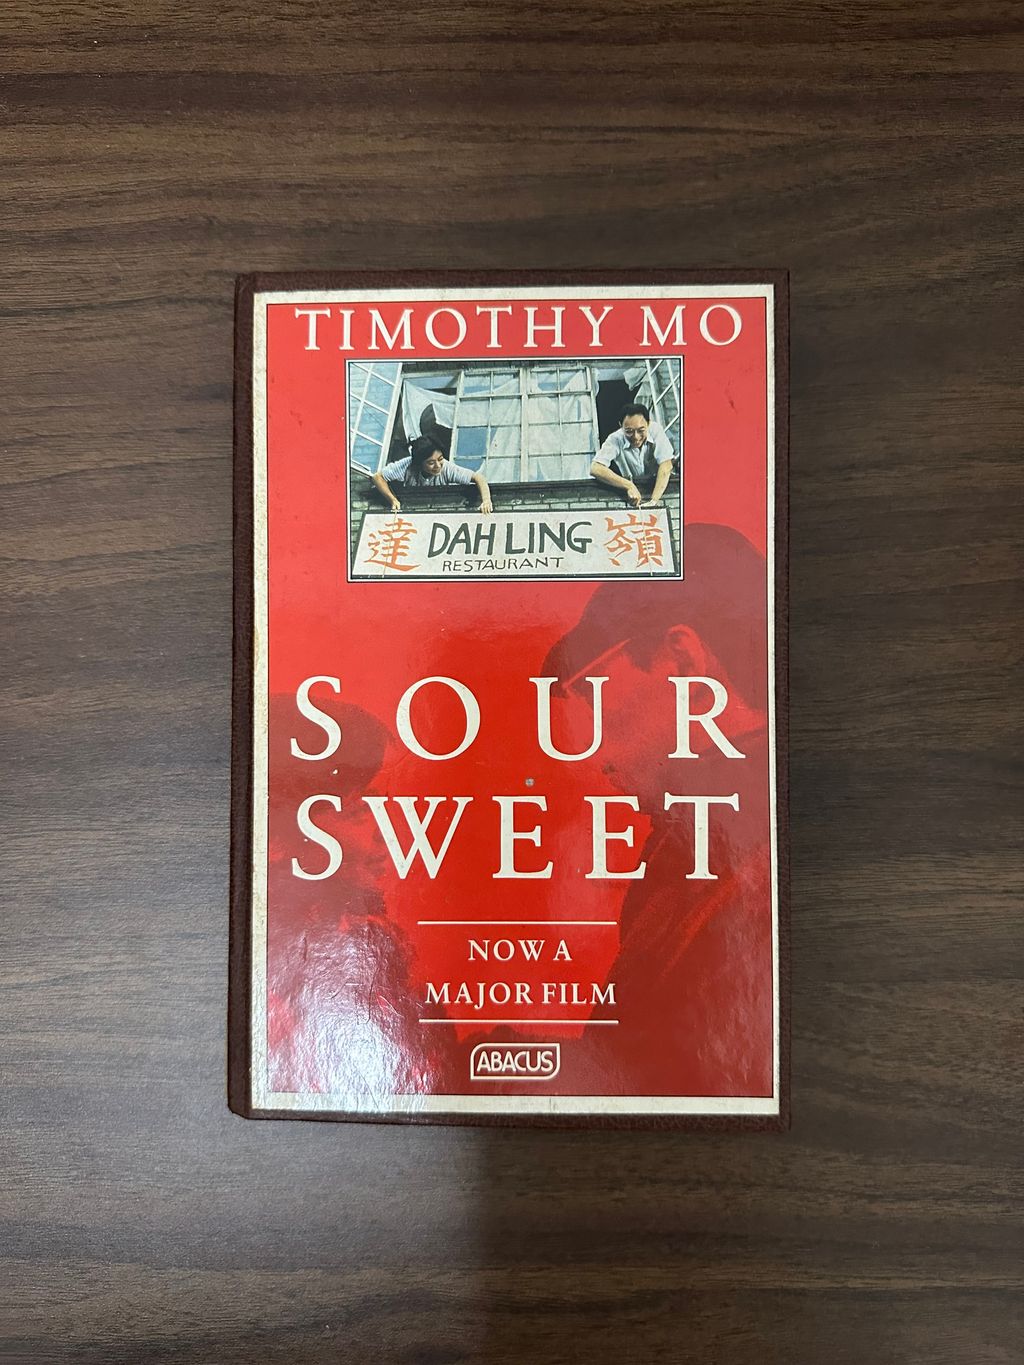 TIMOTHY MO
達 DAH LING 嶺
RESTAURANT
SOUR
SWEET
NOW A
MAJOR FILM
ABACUS